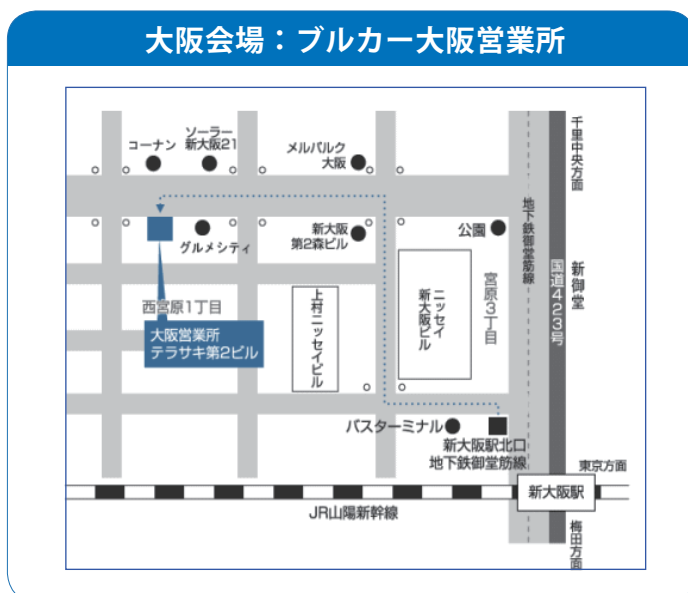 大阪会場：ブルカー大阪営業所
コーナン
ソーラー
新大阪21
メルパルク
大阪
千里中央方面
地下鉄御堂筋線
国道423号
新御堂
グルメシティ
新大阪
第2森ビル
公園
ニッセイ
新大阪ビル
宮原3丁目
西宮原1丁目
上村ニッセイビル
大阪営業所
テラサキ第2ビル
バスターミナル
新大阪駅北口
地下鉄御堂筋線
東京方面
新大阪駅
JR山陽新幹線
梅田方面